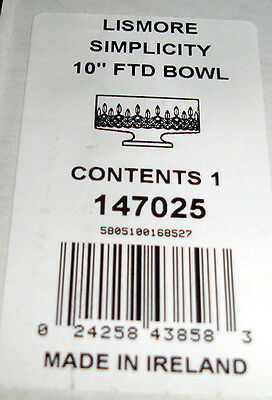 LISMORE
SIMPLICITY
10" FTD BOWL
CONTENTS 1
147025
5805100168527
0 24258 43858 3
MADE IN IRELAND